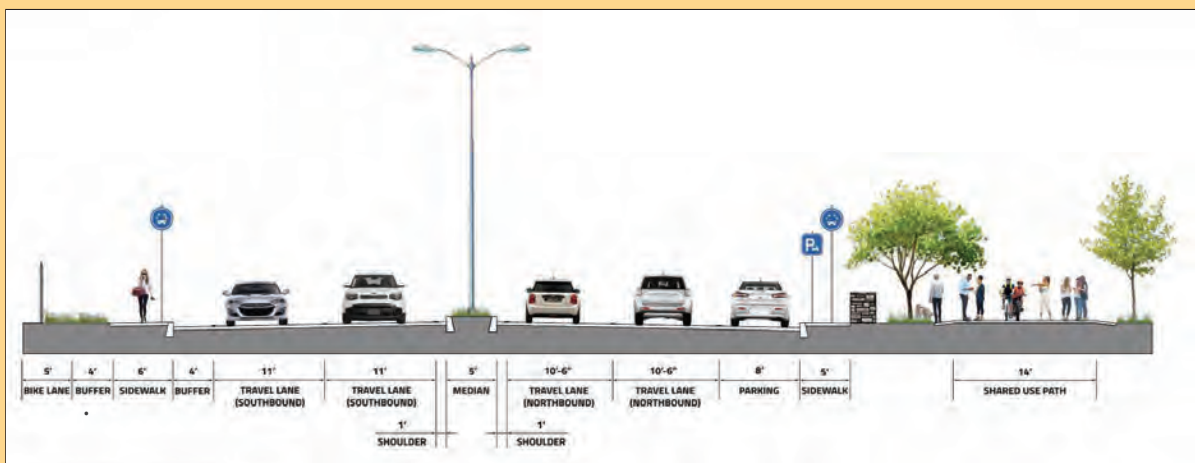 P
5' 4' 6' 4' 11' 11' 5' 10'-6" 10'-6" 8' 5' 14'
BIKE LANE BUFFER SIDEWALK BUFFER TRAVEL LANE TRAVEL LANE MEDIAN TRAVEL LANE TRAVEL LANE PARKING SIDEWALK SHARED USE PATH
(SOUTHBOUND) (SOUTHBOUND) (NORTHBOUND) (NORTHBOUND)
1' 1'
SHOULDER SHOULDER